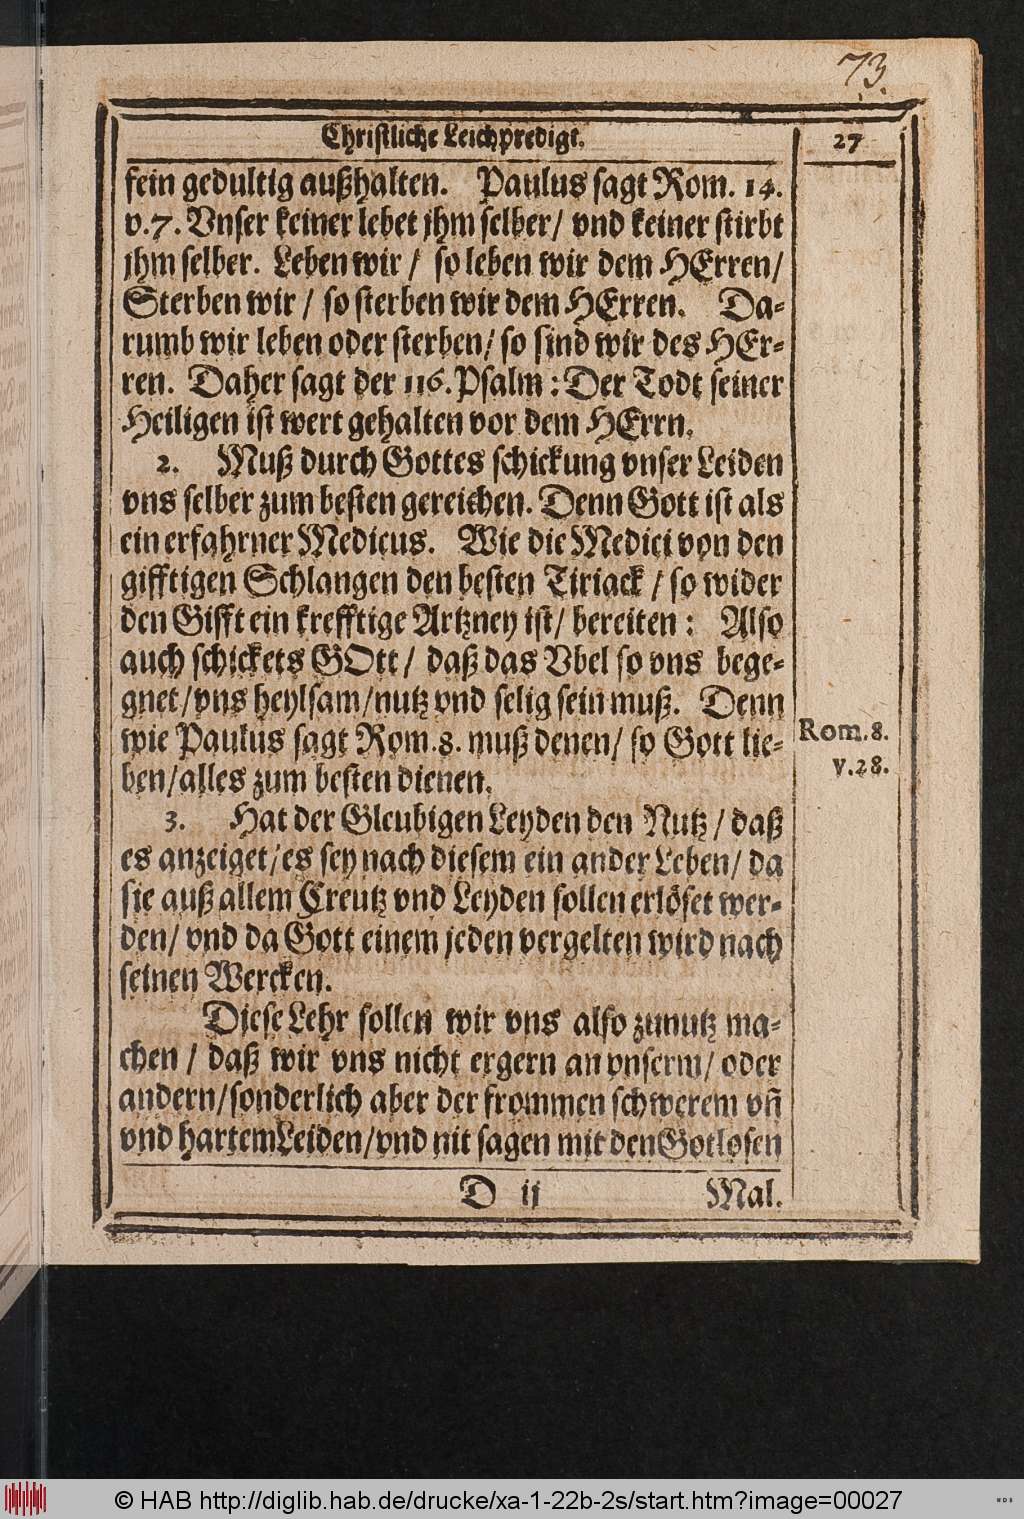 73.
Christliche Leichpredigt.
27
fein gedultig außhalten. Paulus sagt Rom. 14.
v. 7. Vnser keiner lebet jhm selber / vnd keiner stirbt
jhm selber. Leben wir / so leben wir dem HErren /
Sterben wir / so sterben wir dem HErren. Da-
rumb wir leben oder sterben / so sind wir des HEr-
ren. Daher sagt der 116. Psalm : Der Todt seiner
Heiligen ist wert gehalten vor dem HErrn.
2. Muß durch Gottes schickung vnser Leiden
vns selber zum besten gereichen. Denn Gott ist als
ein erfahrner Medicus. Wie die Medici von den
gifftigen Schlangen den besten Tiriack / so wider
den Gifft ein krefftige Artzney ist / bereiten : Also
auch schickets GOtt / daß das Vbel so vns bege-
gnet / vns heylsam / nutz vnd selig sein muß. Denn
wie Paulus sagt Rom. 8. muß denen / so Gott lie-
ben / alles zum besten dienen.
Rom. 8.
v. 28.
3. Hat der Gleubigen Leyden den Nutz / daß
es anzeiget / es sey nach diesem ein ander Leben / da
sie auß allem Creutz vnd Leyden sollen erlöset wer-
den / vnd da Gott einem jeden vergelten wird nach
seinen Wercken.
Diese Lehr sollen wir vns also zunutz ma-
chen / daß wir vns nicht ergern an vnserm / oder
andern / sonderlich aber der frommen schwerem vñ
vnd hartem Leiden / vnd nit sagen mit den Gotlosen
D ij
Mal.
© HAB http://diglib.hab.de/drucke/xa-1-22b-2s/start.htm?image=00027